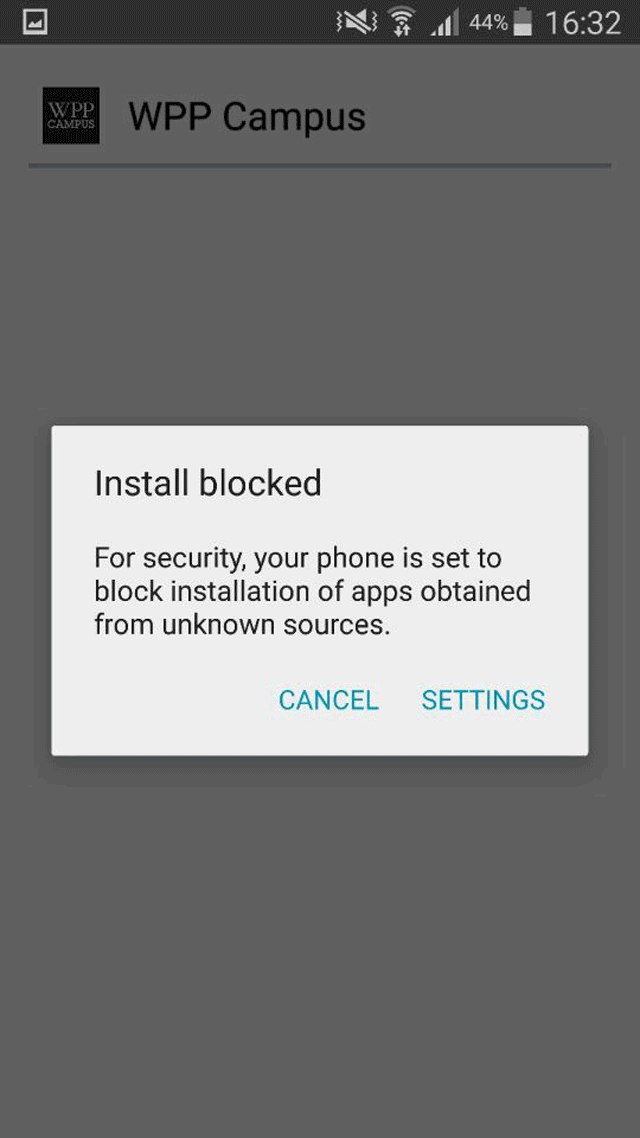 44% 16:32
WPP
CAMPUS
WPP Campus
Install blocked
For security, your phone is set to
block installation of apps obtained
from unknown sources.
CANCEL SETTINGS